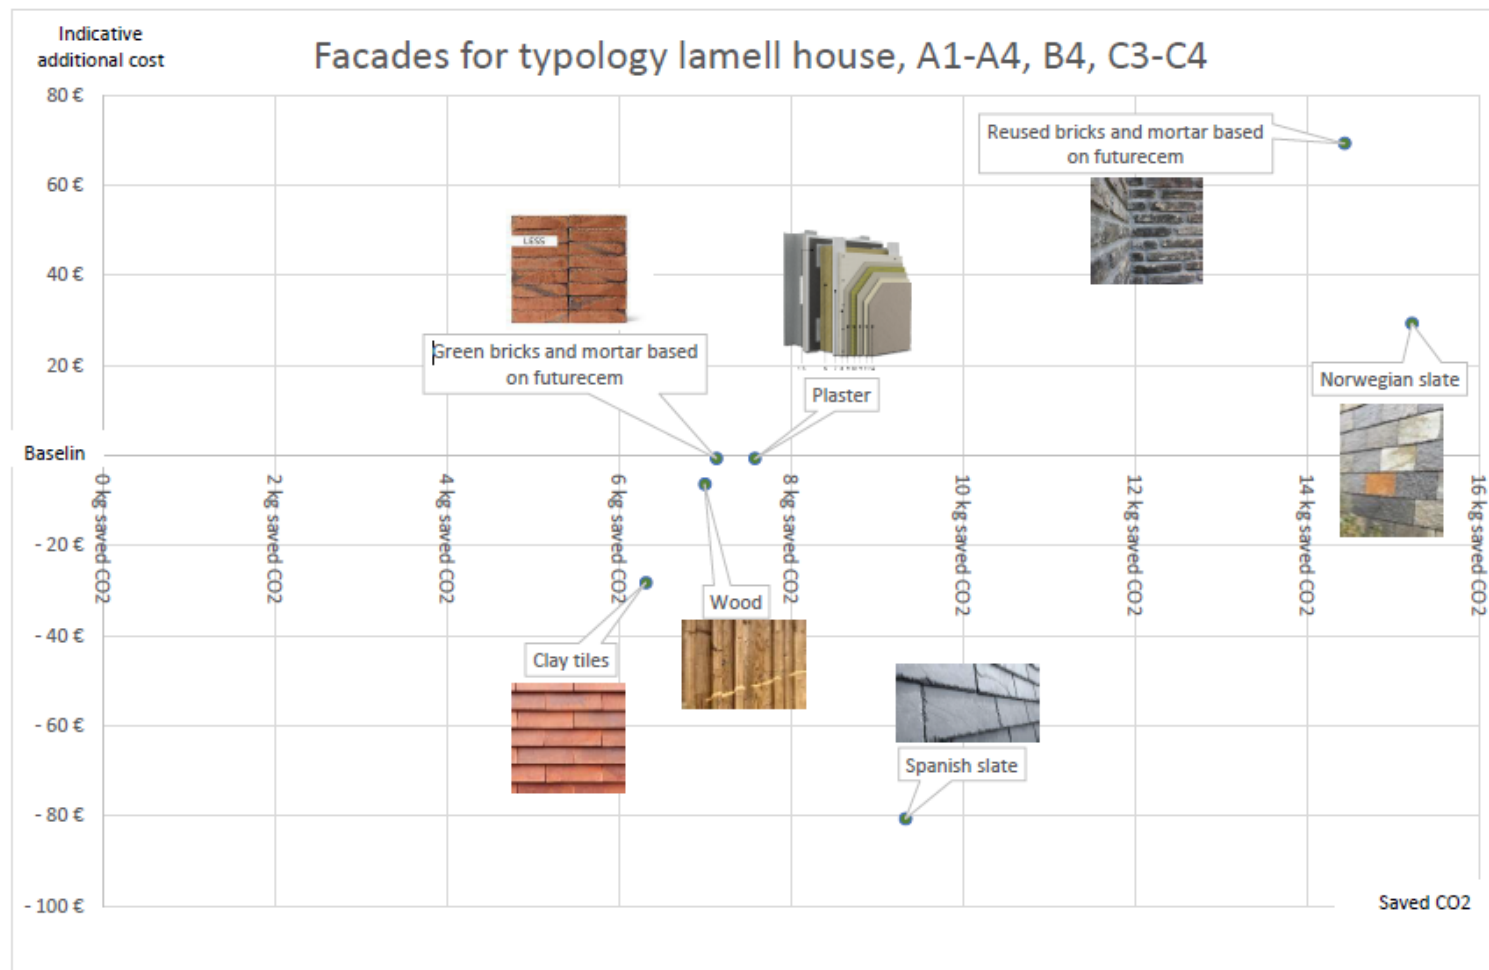 Indicative
additional cost
Facades for typology lamell house, A1-A4, B4, C3-C4
80 €
60 €
40 €
20 €
Baselin
- 20 €
- 40 €
- 60 €
- 80 €
- 100 €
0 kg saved CO2
2 kg saved CO2
4 kg saved CO2
6 kg saved CO2
8 kg saved CO2
10 kg saved CO2
12 kg saved CO2
14 kg saved CO2
16 kg saved CO2
Reused bricks and mortar based
on futurecem
LESS
Green bricks and mortar based
on futurecem
Plaster
Norwegian slate
Wood
Clay tiles
Spanish slate
Saved CO2